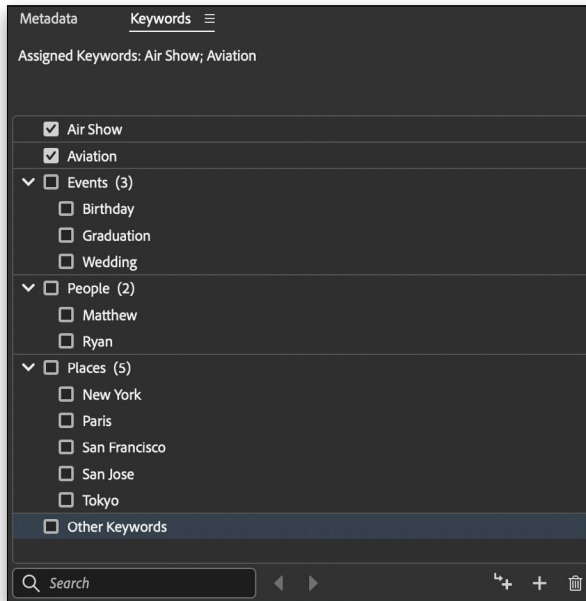 Metadata Keywords
Assigned Keywords: Air Show; Aviation
Air Show
Aviation
Events (3)
Birthday
Graduation
Wedding
People (2)
Matthew
Ryan
Places (5)
New York
Paris
San Francisco
San Jose
Tokyo
Other Keywords
Search